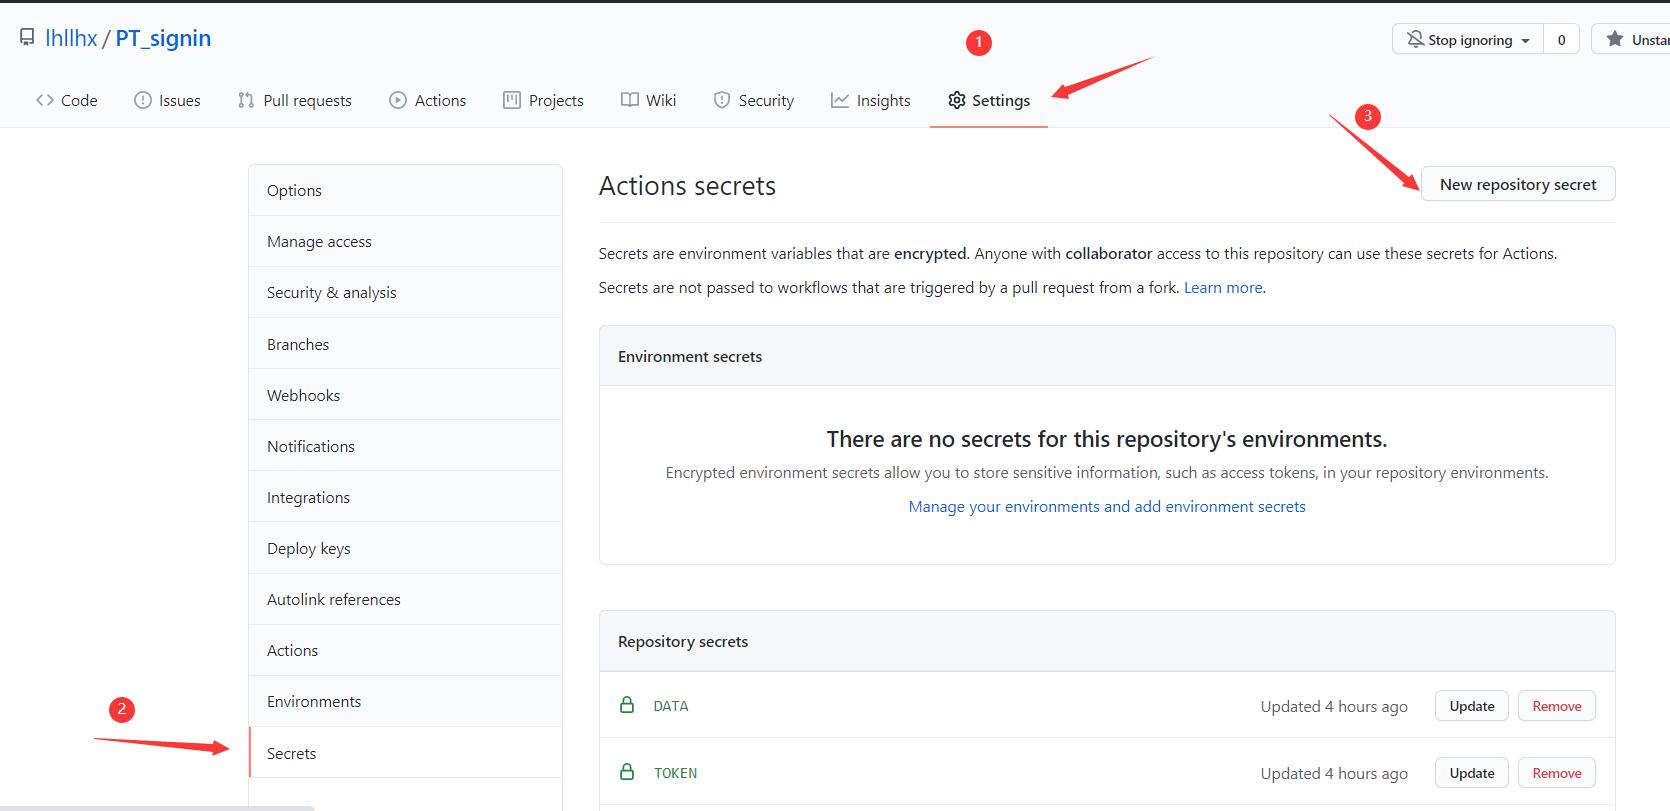 lhllhx / PT_signin
1
Stop ignoring 0
Unstar
Code Issues Pull requests Actions Projects Wiki Security Insights Settings
3
Options
Manage access
Security & analysis
Branches
Webhooks
Notifications
Integrations
Deploy keys
Autolink references
Actions
Environments
2
Secrets
Actions secrets
New repository secret
Secrets are environment variables that are encrypted. Anyone with collaborator access to this repository can use these secrets for Actions.
Secrets are not passed to workflows that are triggered by a pull request from a fork. Learn more.
Environment secrets
There are no secrets for this repository's environments.
Encrypted environment secrets allow you to store sensitive information, such as access tokens, in your repository environments.
Manage your environments and add environment secrets
Repository secrets
DATA Updated 4 hours ago Update Remove
TOKEN Updated 4 hours ago Update Remove